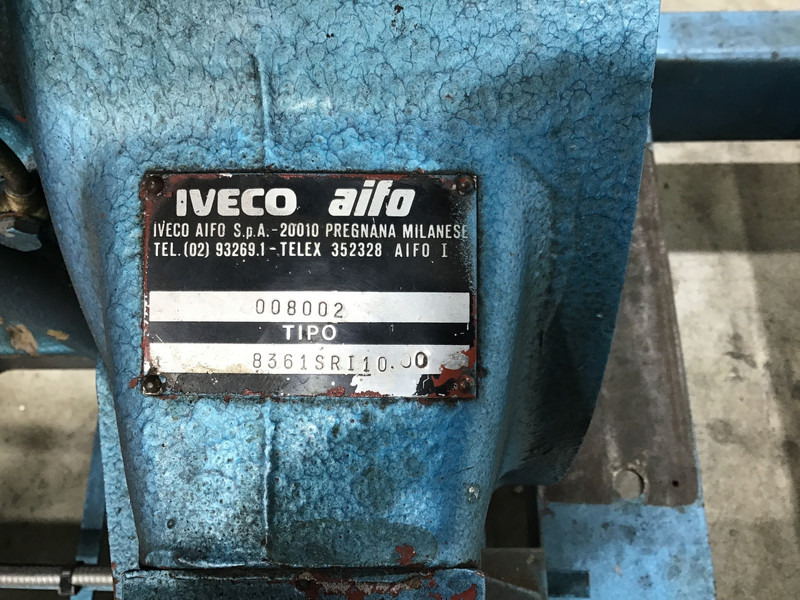 IVECO aifo
IVECO AIFO S.p.A.-20010 PREGNANA MILANESE
TEL.(02) 93269.1-TELEX 352328 AIFO I
008002
TIPO
8361SRI10.00